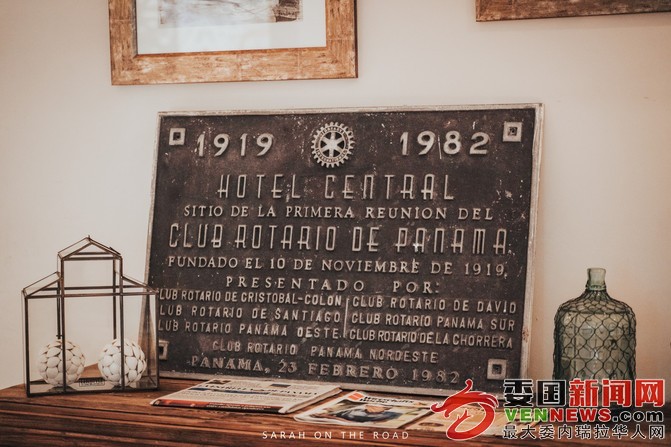 1919 1982
HOTEL CENTRAL
SITIO DE LA PRIMERA REUNION DEL
CLUB ROTARIO DE PANAMA
FUNDADO EL 10 DE NOVIEMBRE DE 1919,
PRESENTADO POR:
LUB ROTARIO DE CRISTOBAL-COLON CLUB ROTARIO DE DAVID
LUB ROTARIO DE SANTIAGO CLUB ROTARIO PANAMA SUR
LUB ROTARIO PANAMA OESTE CLUB ROTARIO DE LA CHORRERA
CLUB ROTARIO PANAMA NORDESTE
PANAMA, 23 FEBRERO 1982
SARAH ON THE ROAD
委国新闻网
VENNEWS.COM
最大委内瑞拉华人网